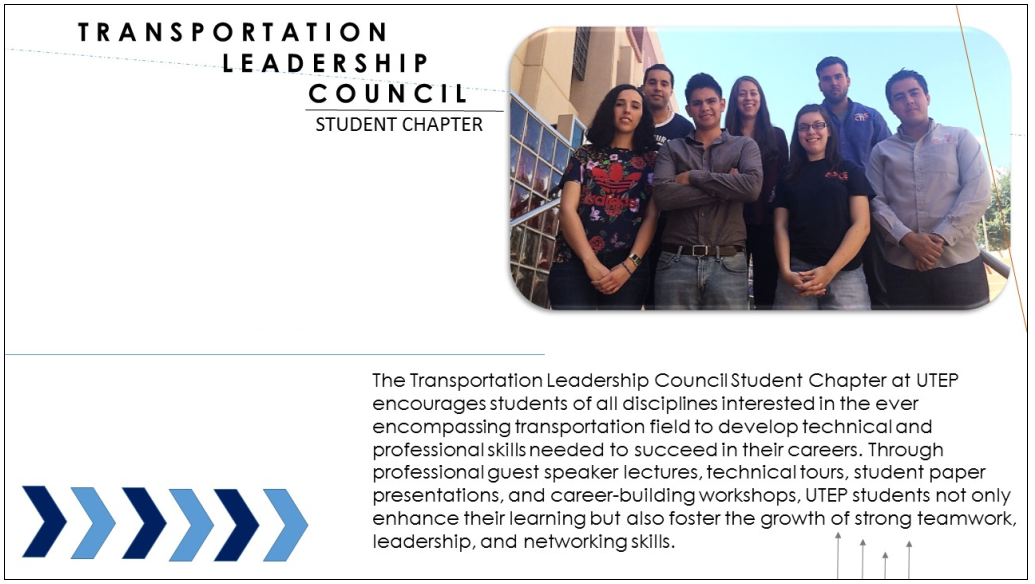 TRANSPORTATION
LEADERSHIP
COUNCIL
STUDENT CHAPTER
adidas
The Transportation Leadership Council Student Chapter at UTEP
encourages students of all disciplines interested in the ever
encompassing transportation field to develop technical and
professional skills needed to succeed in their careers. Through
professional guest speaker lectures, technical tours, student paper
presentations, and career-building workshops, UTEP students not only
enhance their learning but also foster the growth of strong teamwork,
leadership, and networking skills.